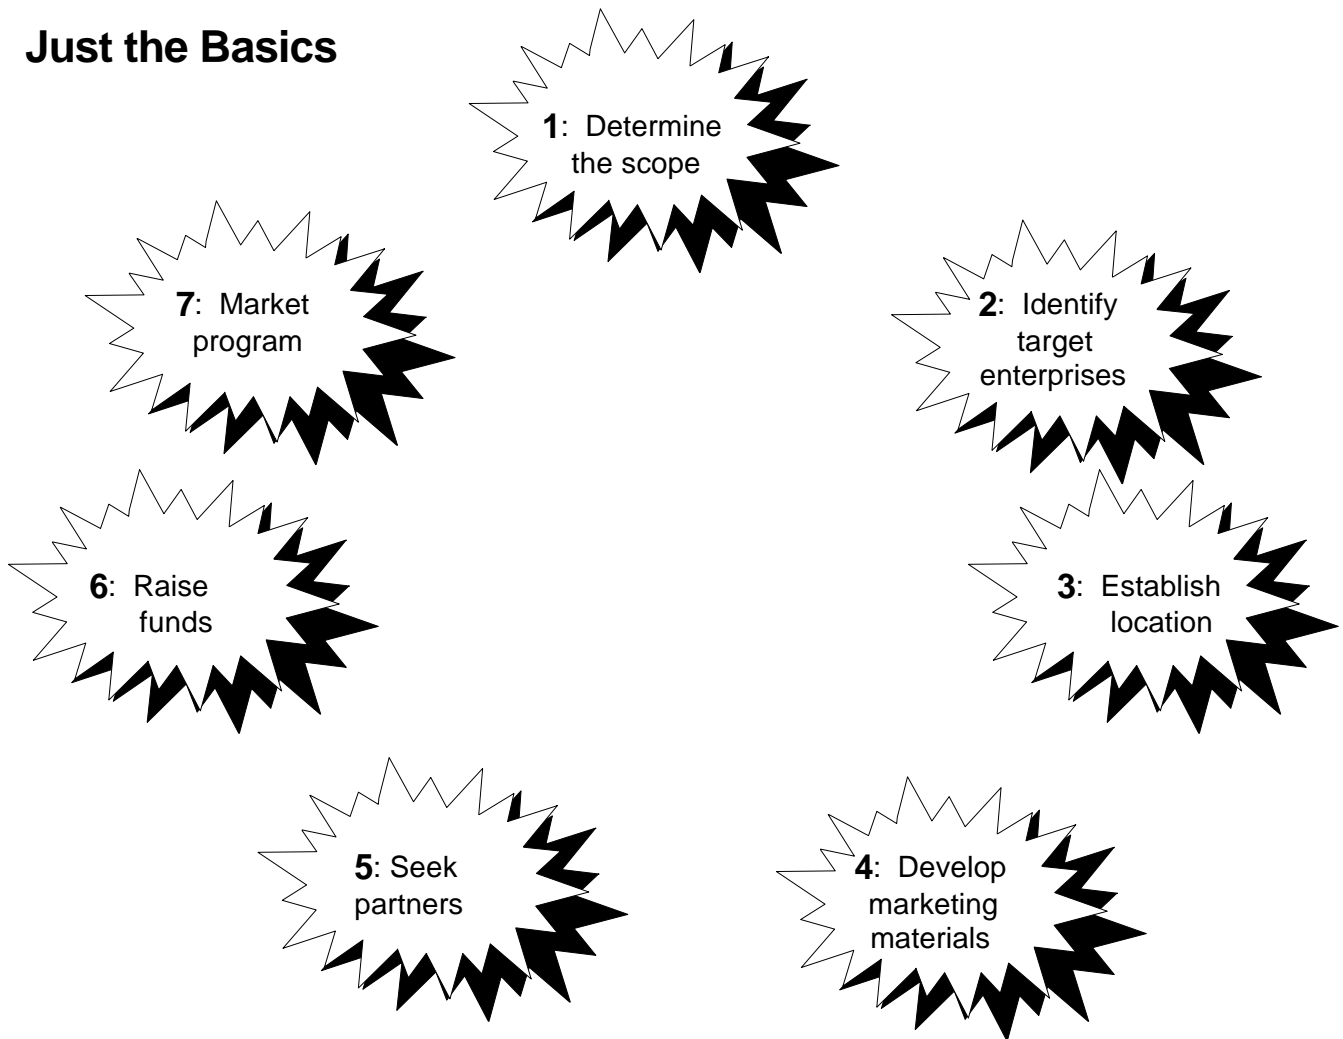 Just the Basics
1: Determine
the scope
2: Identify
target
enterprises
3: Establish
location
4: Develop
marketing
materials
5: Seek
partners
6: Raise
funds
7: Market
program